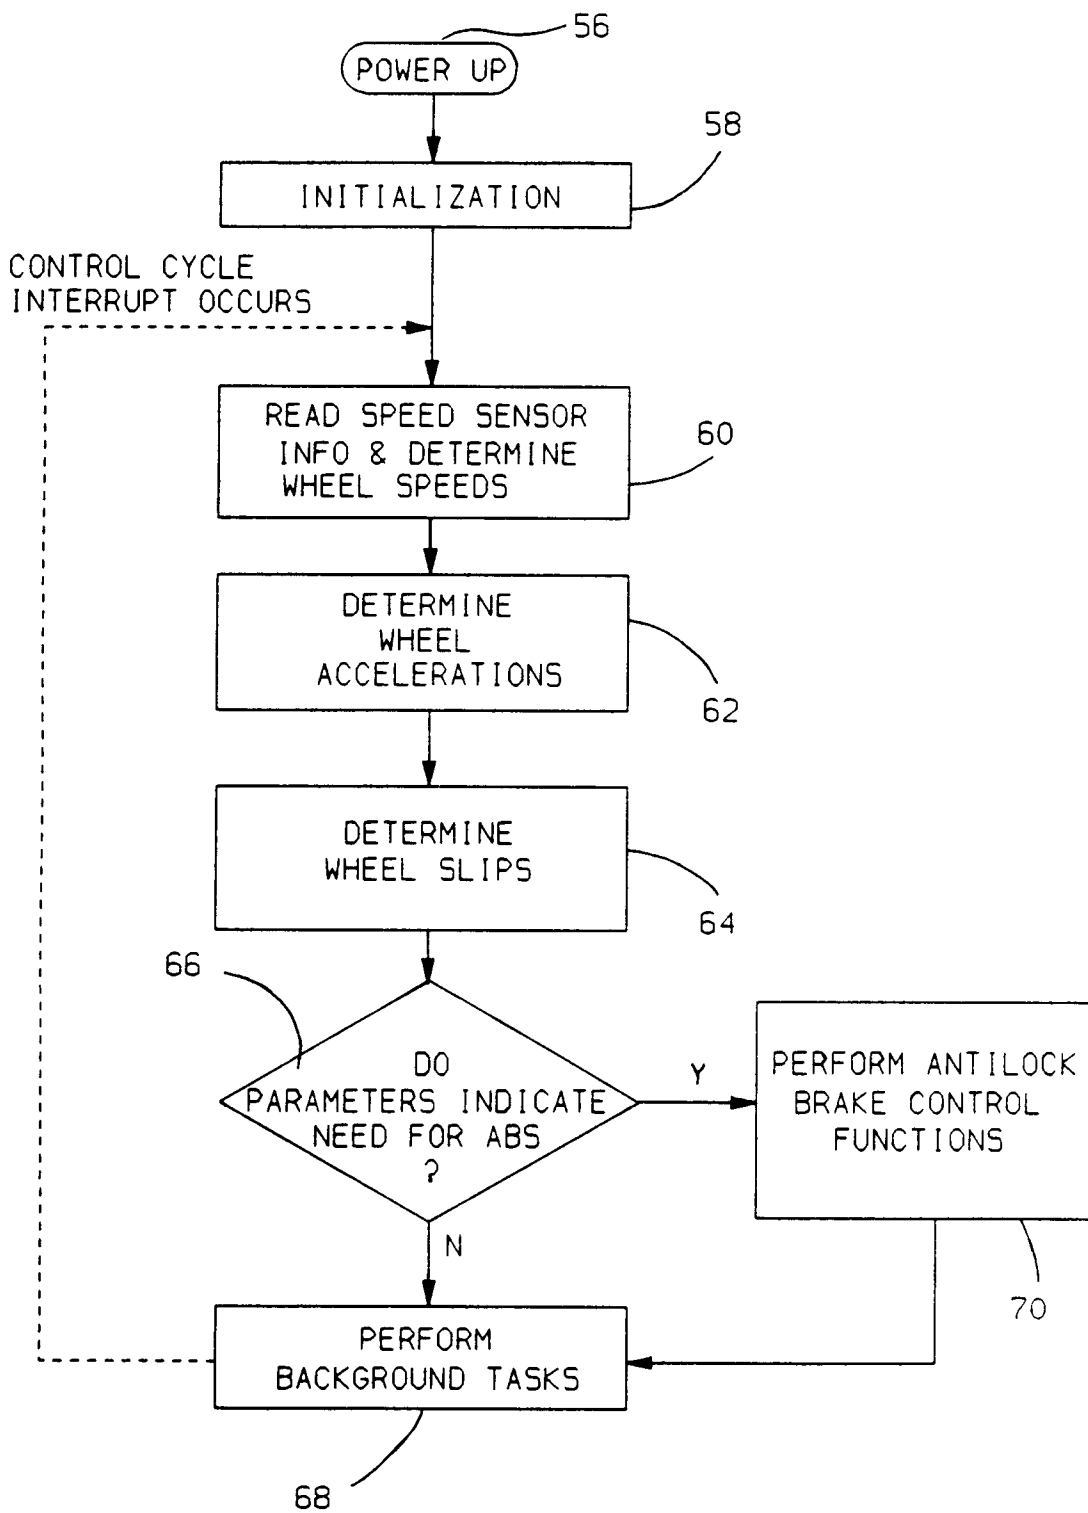 56
POWER UP
58
INITIALIZATION
CONTROL CYCLE
INTERRUPT OCCURS
READ SPEED SENSOR
INFO & DETERMINE
WHEEL SPEEDS
60
DETERMINE
WHEEL
ACCELERATIONS
62
DETERMINE
WHEEL SLIPS
64
66
DO
PARAMETERS INDICATE
NEED FOR ABS
?
Y
PERFORM ANTILOCK
BRAKE CONTROL
FUNCTIONS
70
N
PERFORM
BACKGROUND TASKS
68